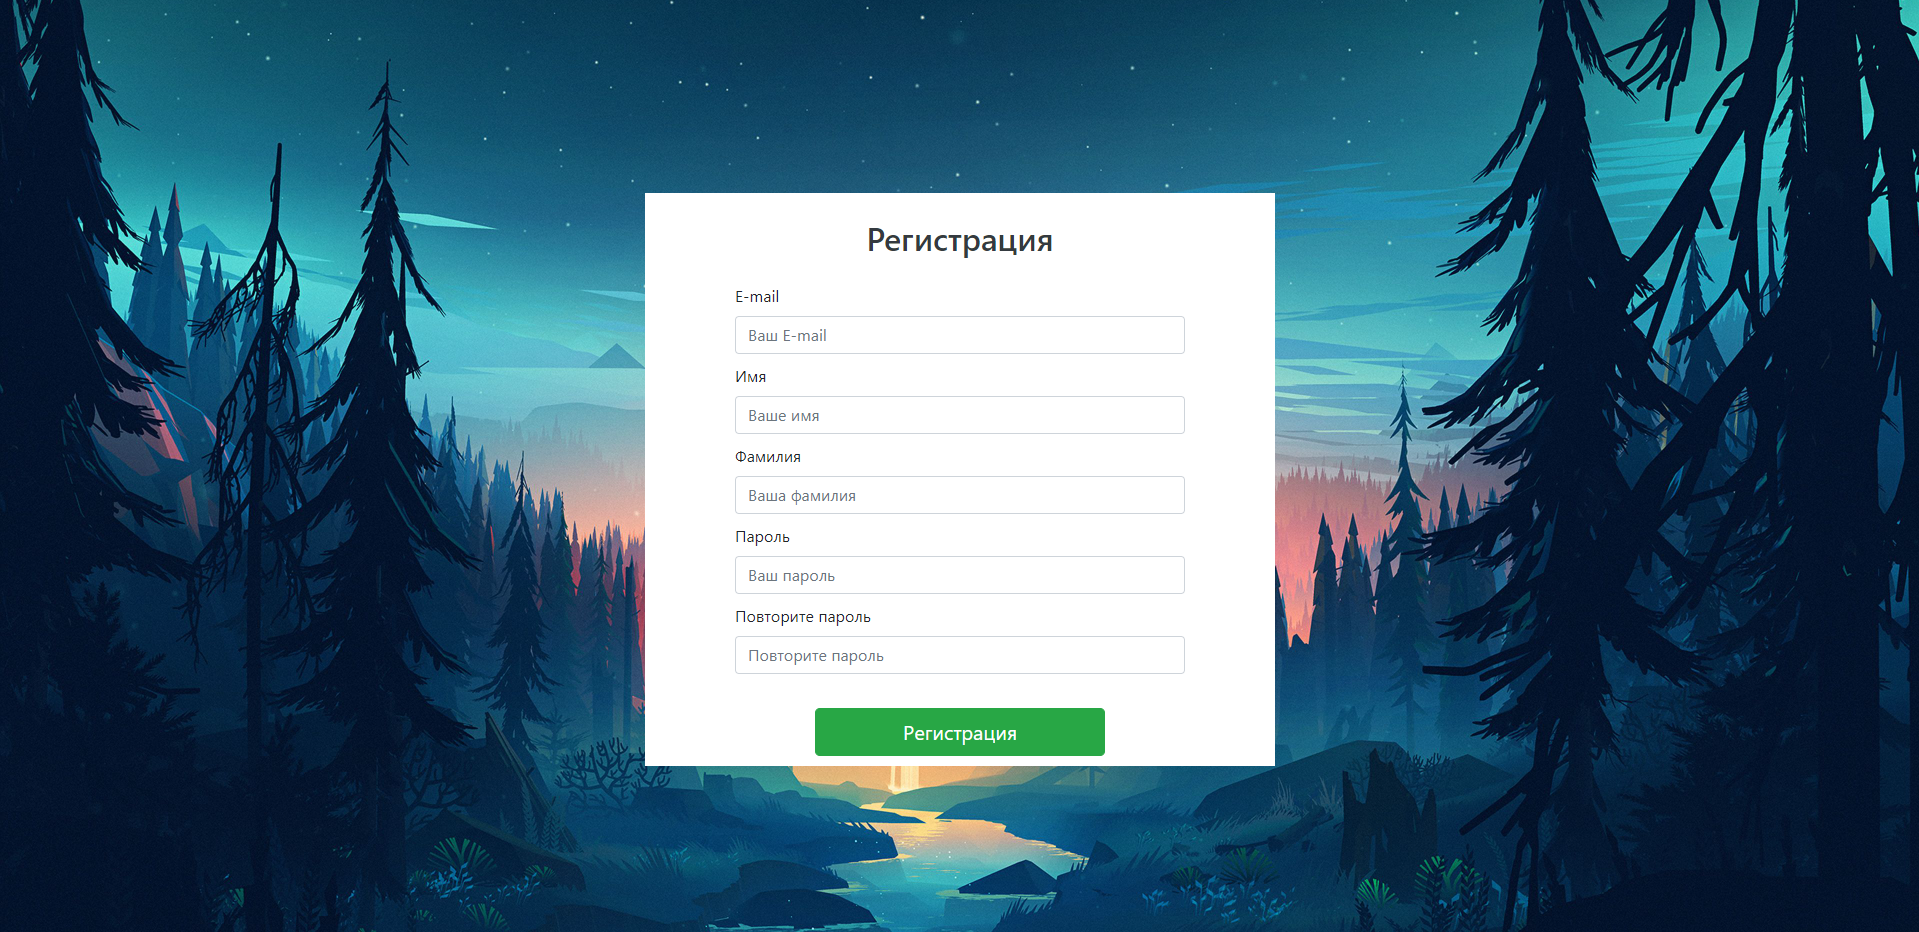 Регистрация
E-mail
Ваш E-mail
Имя
Ваше имя
Фамилия
Ваша фамилия
Пароль
Ваш пароль
Повторите пароль
Повторите пароль
Регистрация